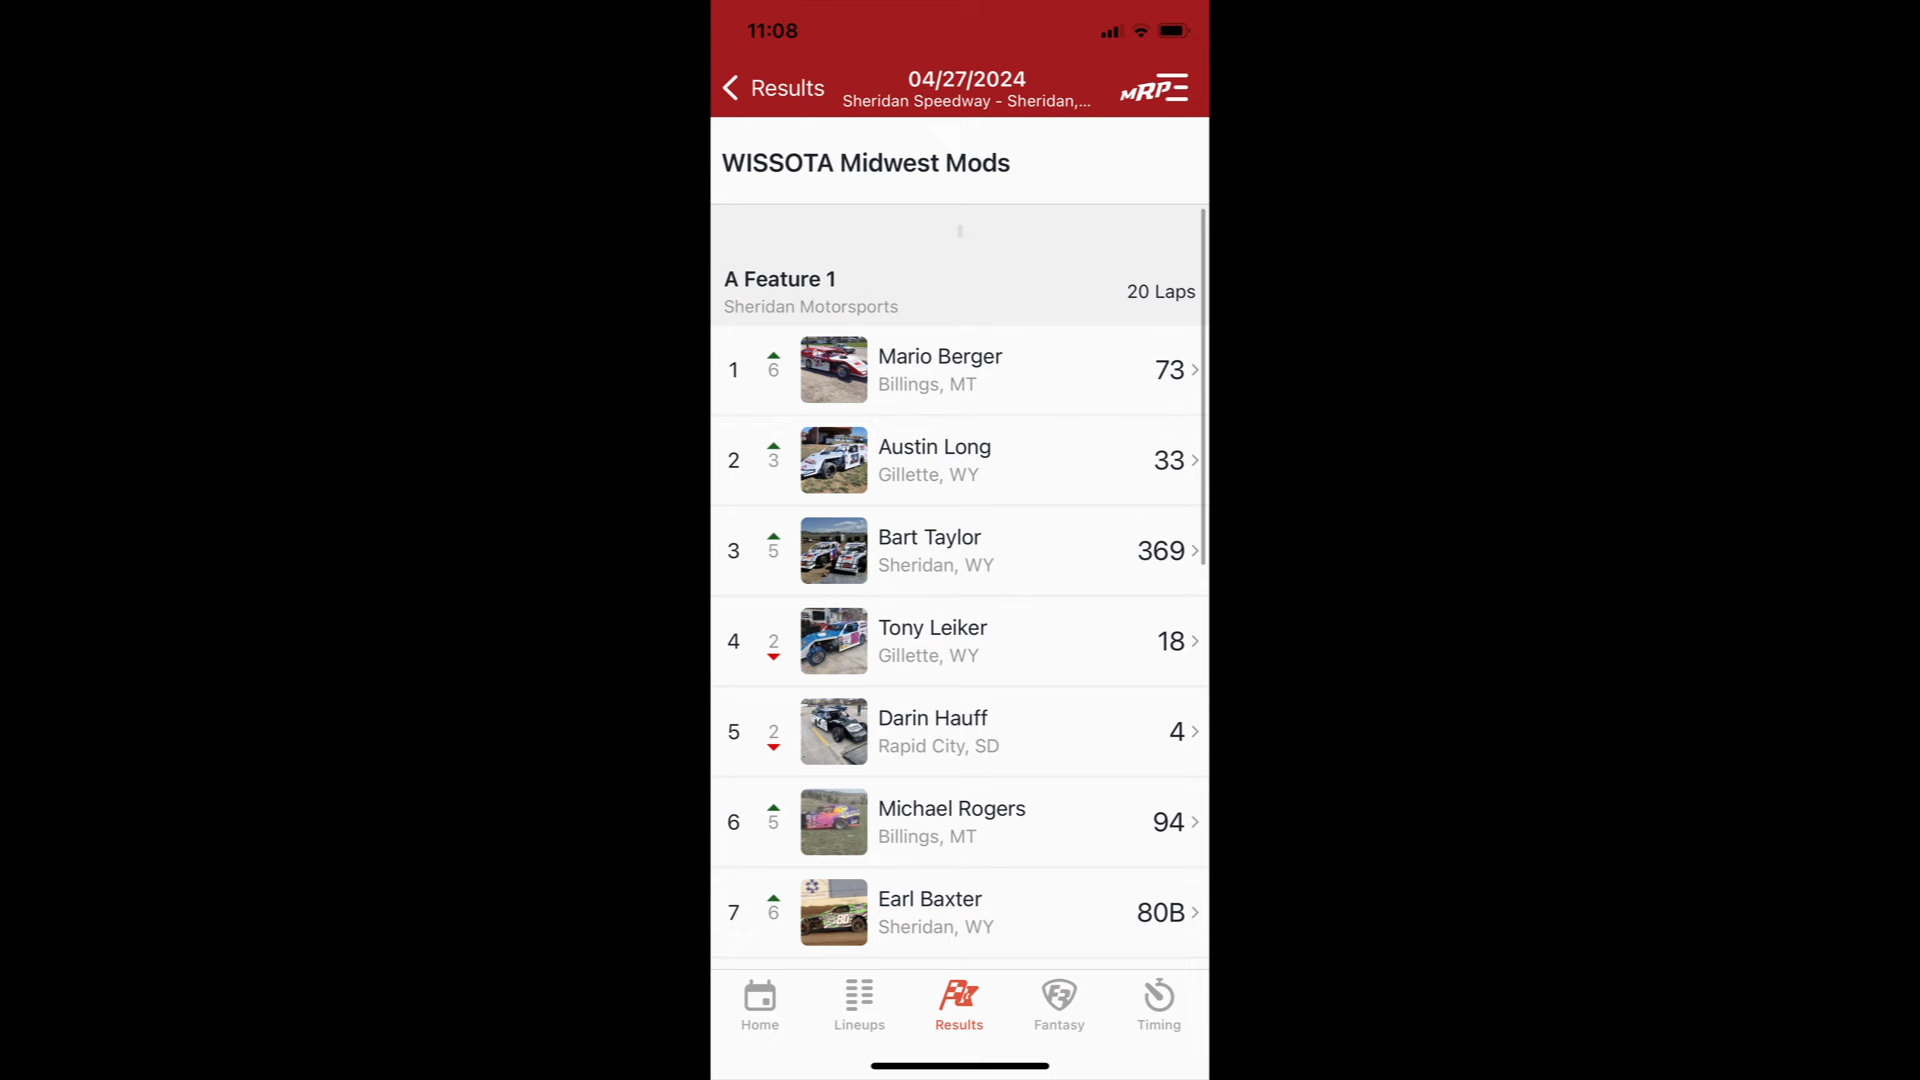 11:08
Results
04/27/2024
Sheridan Speedway - Sheridan,...
MRP
WISSOTA Midwest Mods
A Feature 1
Sheridan Motorsports
20 Laps
1
6
Mario Berger
Billings, MT
73
2
3
Austin Long
Gillette, WY
33
3
5
Bart Taylor
Sheridan, WY
369
4
2
Tony Leiker
Gillette, WY
18
5
2
Darin Hauff
Rapid City, SD
4
6
5
Michael Rogers
Billings, MT
94
7
6
80
Earl Baxter
Sheridan, WY
80B
Home
Lineups
Results
Fantasy
Timing